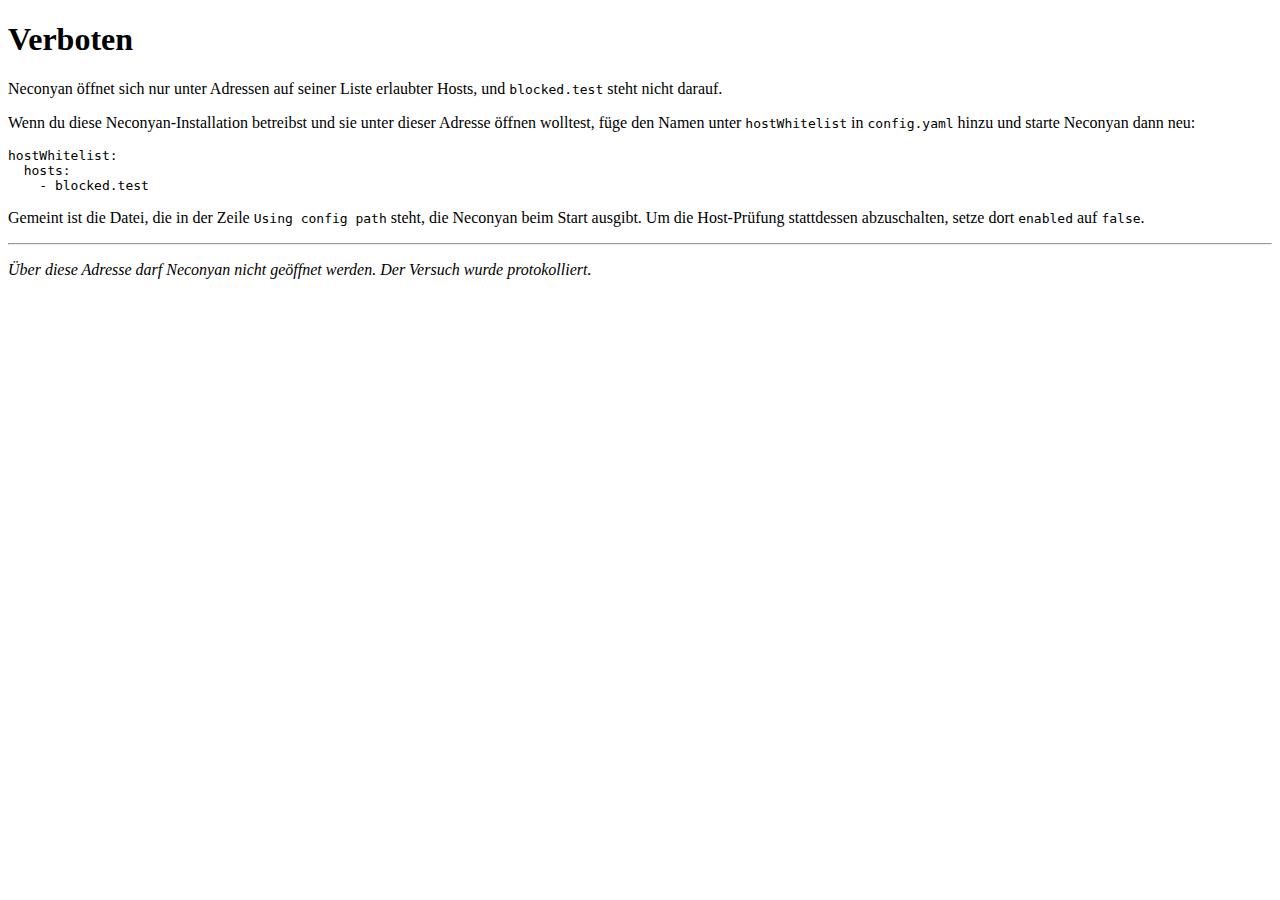 Verboten
Neconyan öffnet sich nur unter Adressen auf seiner Liste erlaubter Hosts, und blocked.test steht nicht darauf.
Wenn du diese Neconyan-Installation betreibst und sie unter dieser Adresse öffnen wolltest, füge den Namen unter hostWhitelist in config.yaml hinzu und starte Neconyan dann neu:
hostWhitelist:
  hosts:
    - blocked.test
Gemeint ist die Datei, die in der Zeile Using config path steht, die Neconyan beim Start ausgibt. Um die Host-Prüfung stattdessen abzuschalten, setze dort enabled auf false.
Über diese Adresse darf Neconyan nicht geöffnet werden. Der Versuch wurde protokolliert.